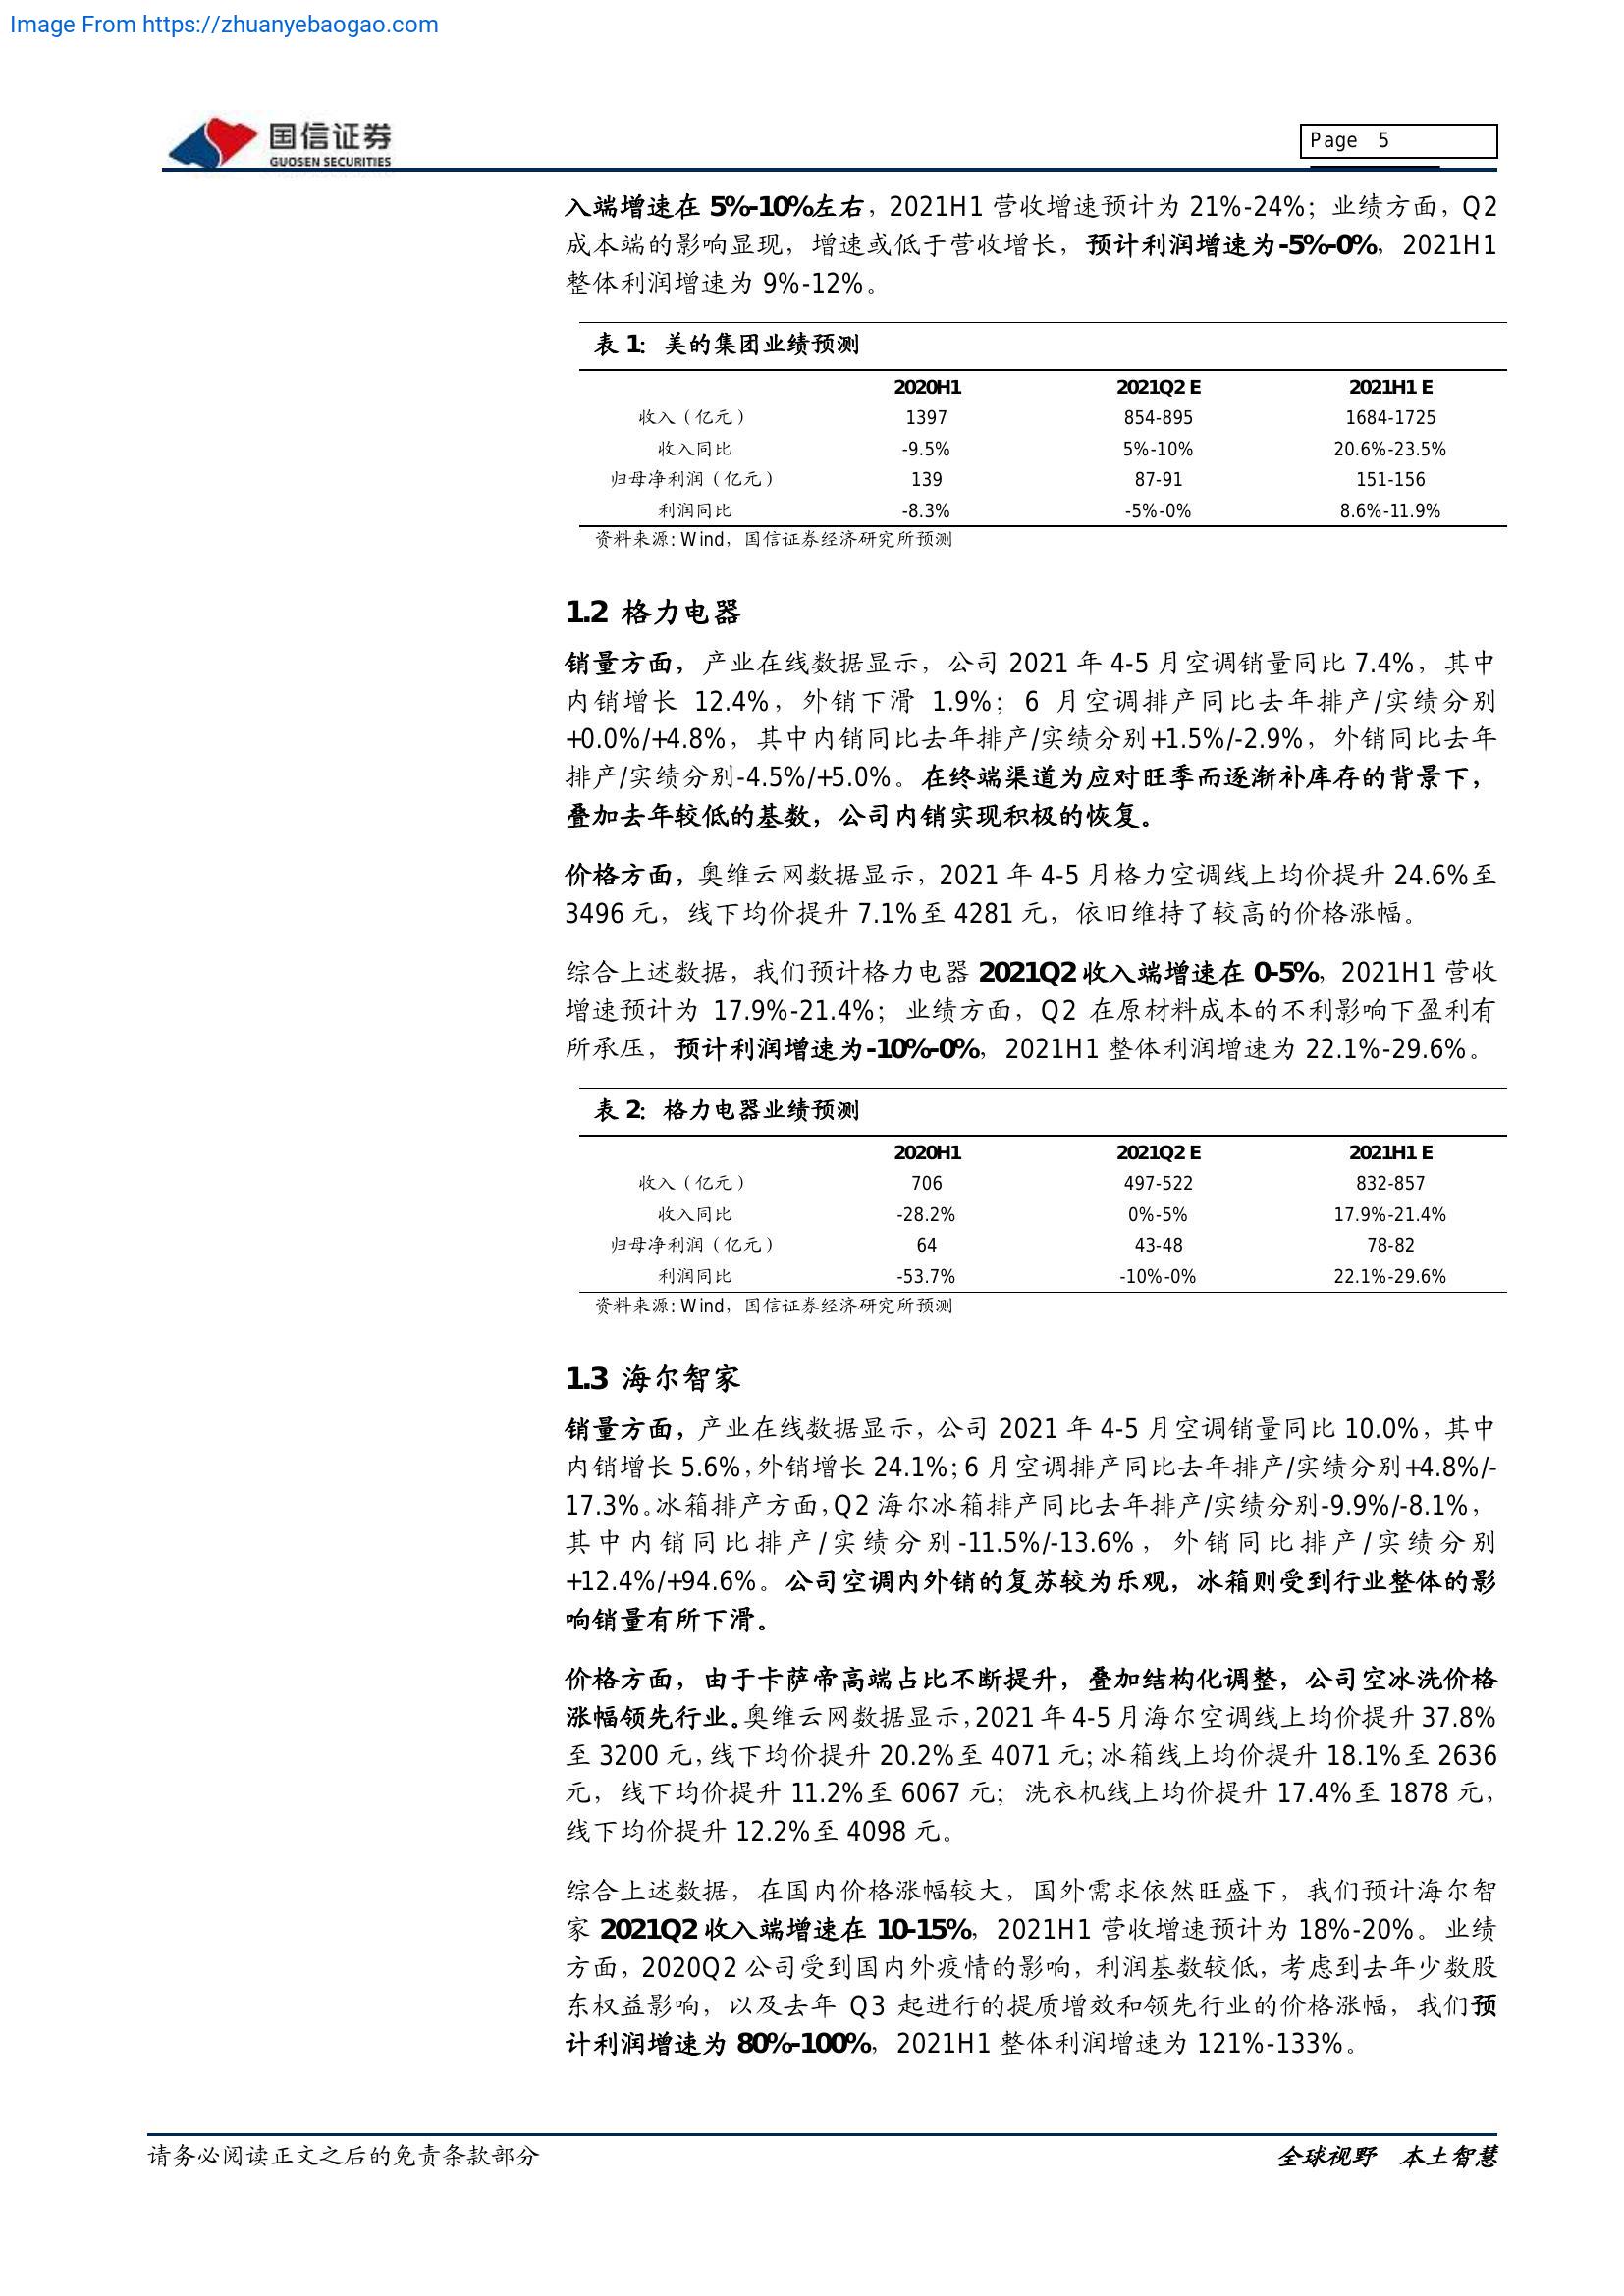 Image From https://zhuanyebaogao.com
国信证券
GUOSEN SECURITIES
Page 5
入端增速在 5%-10%左右，2021H1 营收增速预计为 21%-24%；业绩方面，Q2
成本端的影响显现，增速或低于营收增长，预计利润增速为-5%-0%，2021H1
整体利润增速为 9%-12%。
表 1：美的集团业绩预测
2020H1 2021Q2 E 2021H1 E
收入（亿元） 1397 854-895 1684-1725
收入同比 -9.5% 5%-10% 20.6%-23.5%
归母净利润（亿元） 139 87-91 151-156
利润同比 -8.3% -5%-0% 8.6%-11.9%
资料来源: Wind，国信证券经济研究所预测
1.2 格力电器
销量方面，产业在线数据显示，公司 2021 年 4-5 月空调销量同比 7.4%，其中
内销增长 12.4%，外销下滑 1.9%；6 月空调排产同比去年排产/实绩分别
+0.0%/+4.8%，其中内销同比去年排产/实绩分别+1.5%/-2.9%，外销同比去年
排产/实绩分别-4.5%/+5.0%。在终端渠道为应对旺季而逐渐补库存的背景下，
叠加去年较低的基数，公司内销实现积极的恢复。
价格方面，奥维云网数据显示，2021 年 4-5 月格力空调线上均价提升 24.6%至
3496 元，线下均价提升 7.1%至 4281 元，依旧维持了较高的价格涨幅。
综合上述数据，我们预计格力电器 2021Q2 收入端增速在 0-5%，2021H1 营收
增速预计为 17.9%-21.4%；业绩方面，Q2 在原材料成本的不利影响下盈利有
所承压，预计利润增速为-10%-0%，2021H1 整体利润增速为 22.1%-29.6%。
表 2：格力电器业绩预测
2020H1 2021Q2 E 2021H1 E
收入（亿元） 706 497-522 832-857
收入同比 -28.2% 0%-5% 17.9%-21.4%
归母净利润（亿元） 64 43-48 78-82
利润同比 -53.7% -10%-0% 22.1%-29.6%
资料来源: Wind，国信证券经济研究所预测
1.3 海尔智家
销量方面，产业在线数据显示，公司 2021 年 4-5 月空调销量同比 10.0%，其中
内销增长 5.6%，外销增长 24.1%；6 月空调排产同比去年排产/实绩分别+4.8%/-
17.3%。冰箱排产方面，Q2 海尔冰箱排产同比去年排产/实绩分别-9.9%/-8.1%，
其中内销同比排产/实绩分别-11.5%/-13.6%，外销同比排产/实绩分别
+12.4%/+94.6%。公司空调内外销的复苏较为乐观，冰箱则受到行业整体的影
响销量有所下滑。
价格方面，由于卡萨帝高端占比不断提升，叠加结构化调整，公司空冰洗价格
涨幅领先行业。奥维云网数据显示，2021 年 4-5 月海尔空调线上均价提升 37.8%
至 3200 元，线下均价提升 20.2%至 4071 元；冰箱线上均价提升 18.1%至 2636
元，线下均价提升 11.2%至 6067 元；洗衣机线上均价提升 17.4%至 1878 元，
线下均价提升 12.2%至 4098 元。
综合上述数据，在国内价格涨幅较大，国外需求依然旺盛下，我们预计海尔智
家 2021Q2 收入端增速在 10-15%，2021H1 营收增速预计为 18%-20%。业绩
方面，2020Q2 公司受到国内外疫情的影响，利润基数较低，考虑到去年少数股
东权益影响，以及去年 Q3 起进行的提质增效和领先行业的价格涨幅，我们预
计利润增速为 80%-100%，2021H1 整体利润增速为 121%-133%。
请务必阅读正文之后的免责条款部分
全球视野 本土智慧